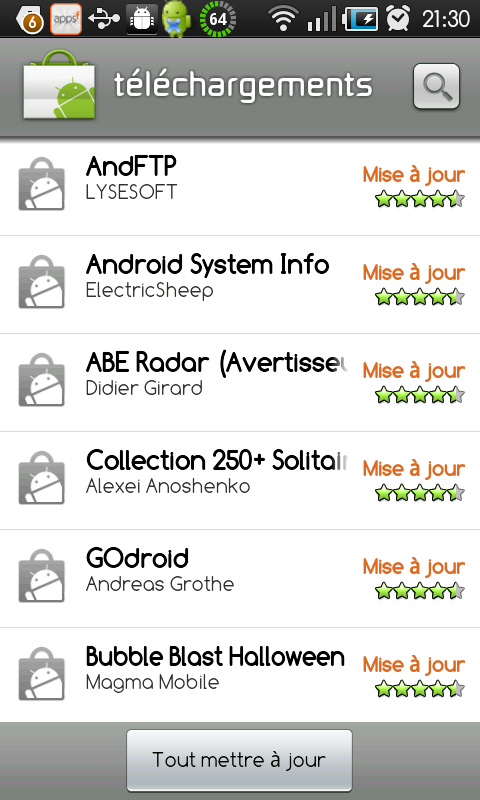 6 apps 64 21:30
téléchargements
AndFTP
LYSESOFT
Mise à jour
Android System Info
ElectricSheep
Mise à jour
ABE Radar (Avertisseu
Didier Girard
Mise à jour
Collection 250+ Solitair
Alexei Anoshenko
Mise à jour
GOdroid
Andreas Grothe
Mise à jour
Bubble Blast Halloween
Magma Mobile
Mise à jour
Tout mettre à jour